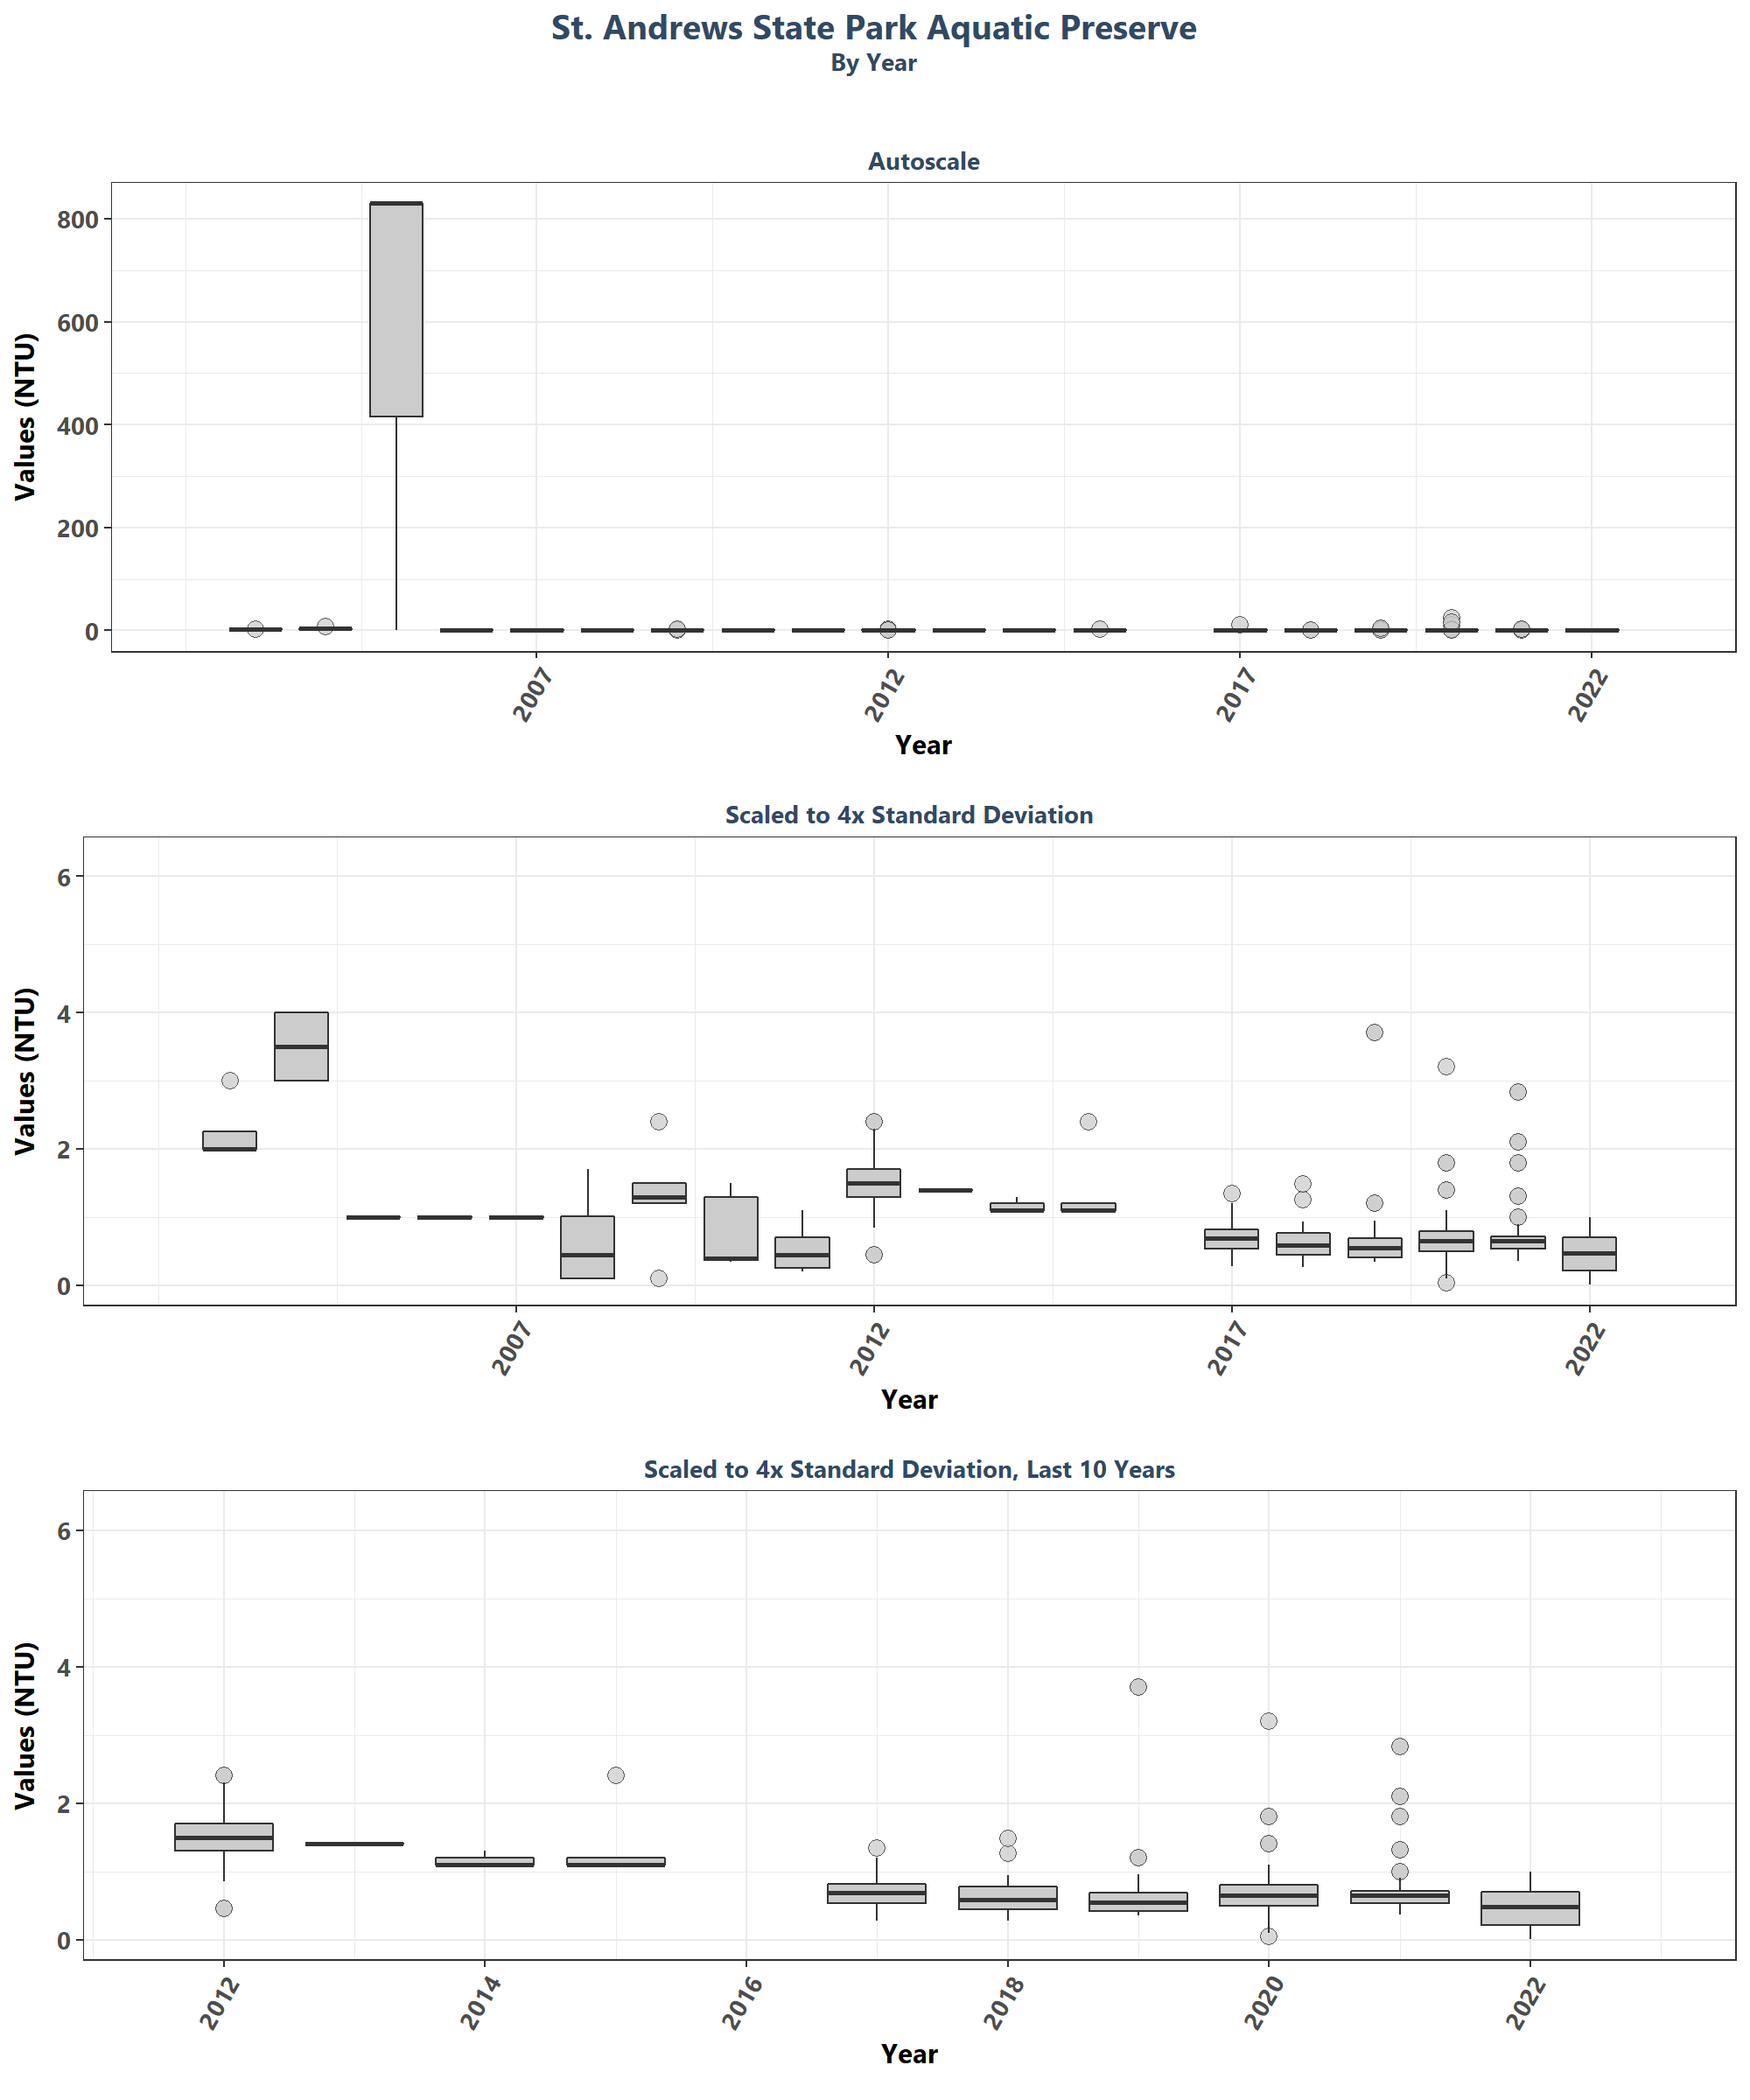 St. Andrews State Park Aquatic Preserve
By Year
Autoscale
Values (NTU)
800
600
400
200
0
2007
2012
2017
2022
Year
Scaled to 4x Standard Deviation
Values (NTU)
6
4
2
0
2007
2012
2017
2022
Year
Scaled to 4x Standard Deviation, Last 10 Years
Values (NTU)
6
4
2
0
2012
2014
2016
2018
2020
2022
Year